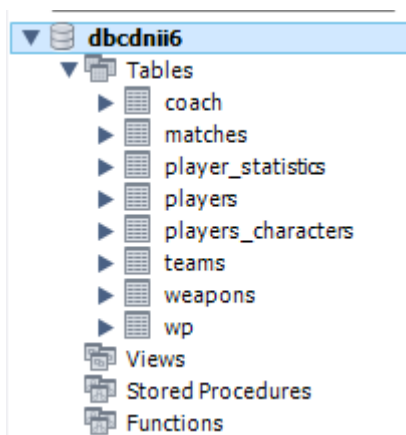 dbcdnii6
Tables
coach
matches
player_statistics
players
players_characters
teams
weapons
wp
Views
Stored Procedures
Functions